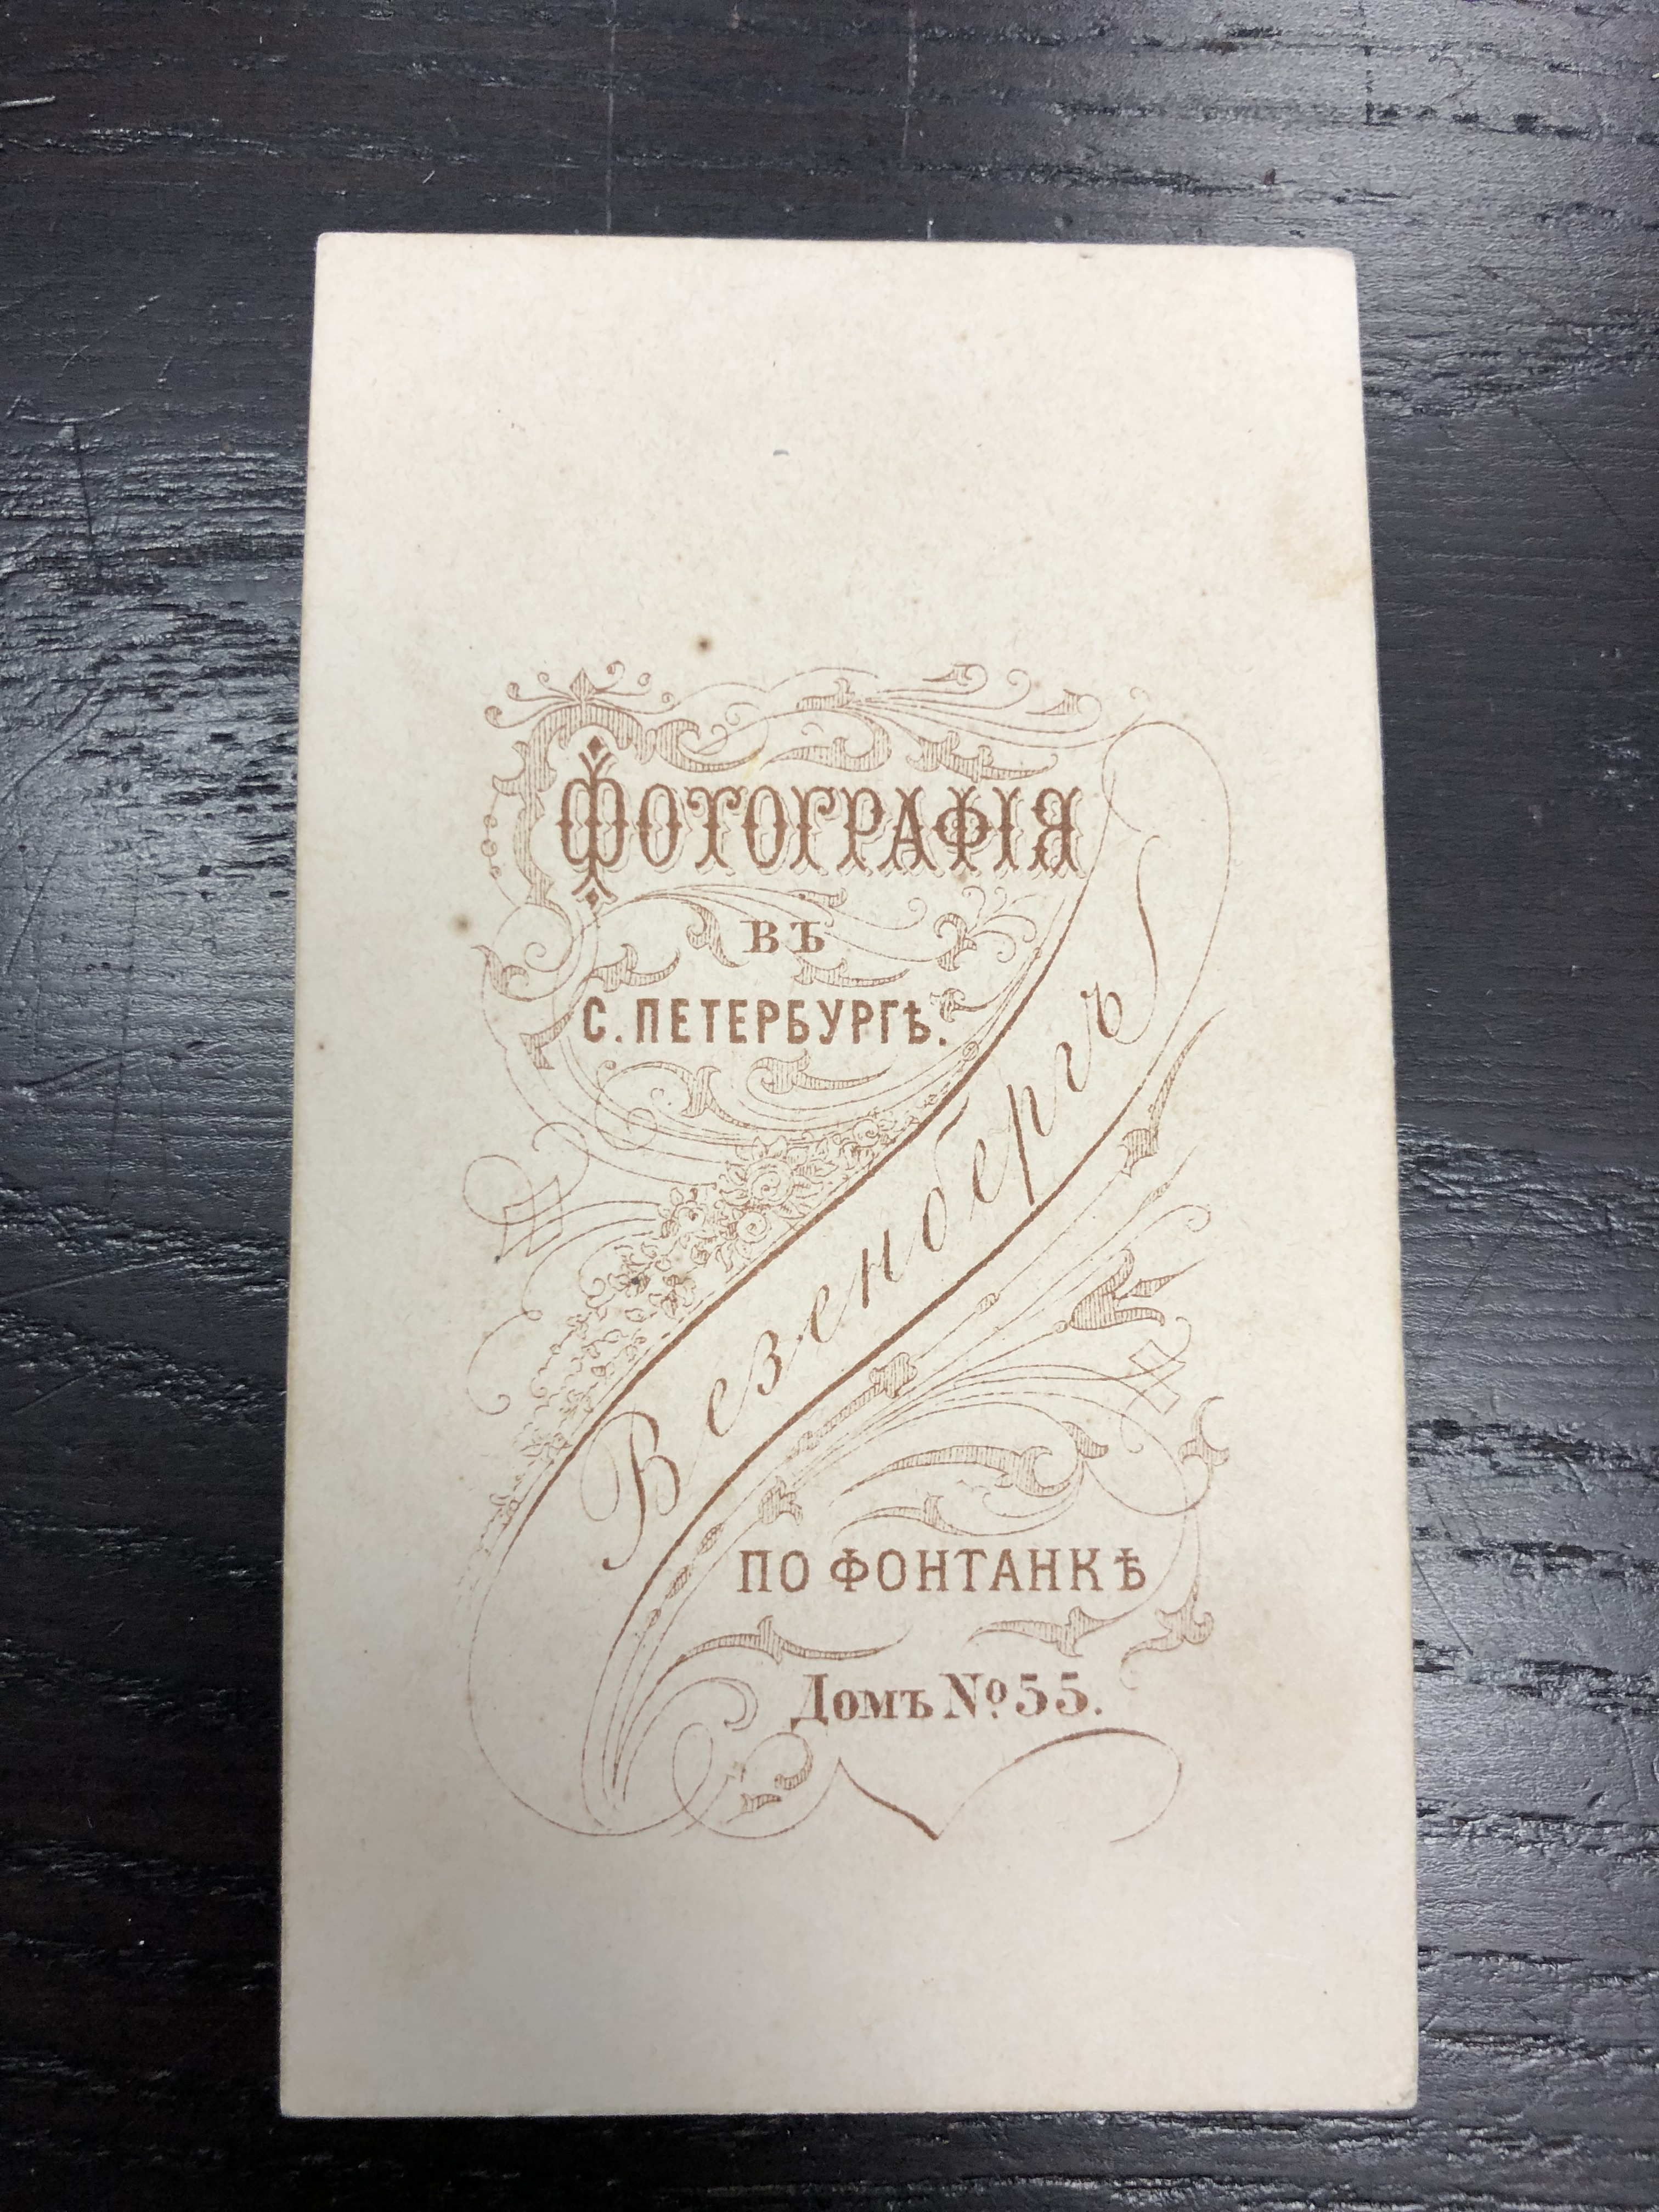 ФОТОГРАФІЯ
ВЪ
С. ПЕТЕРБУРГѢ.
Везенбергъ
ПО ФОНТАНКѢ
Домъ № 55.